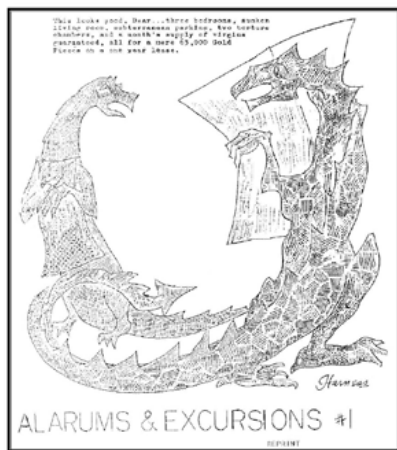 This looks good, Dear...three bedrooms, sunken
living room, subterranean parking, two torture
chambers, and a month's supply of virgins
guaranteed, all for a mere 65,000 Gold
Pieces on a one year lease.
Harness
ALARUMS & EXCURSIONS #1
REPRINT